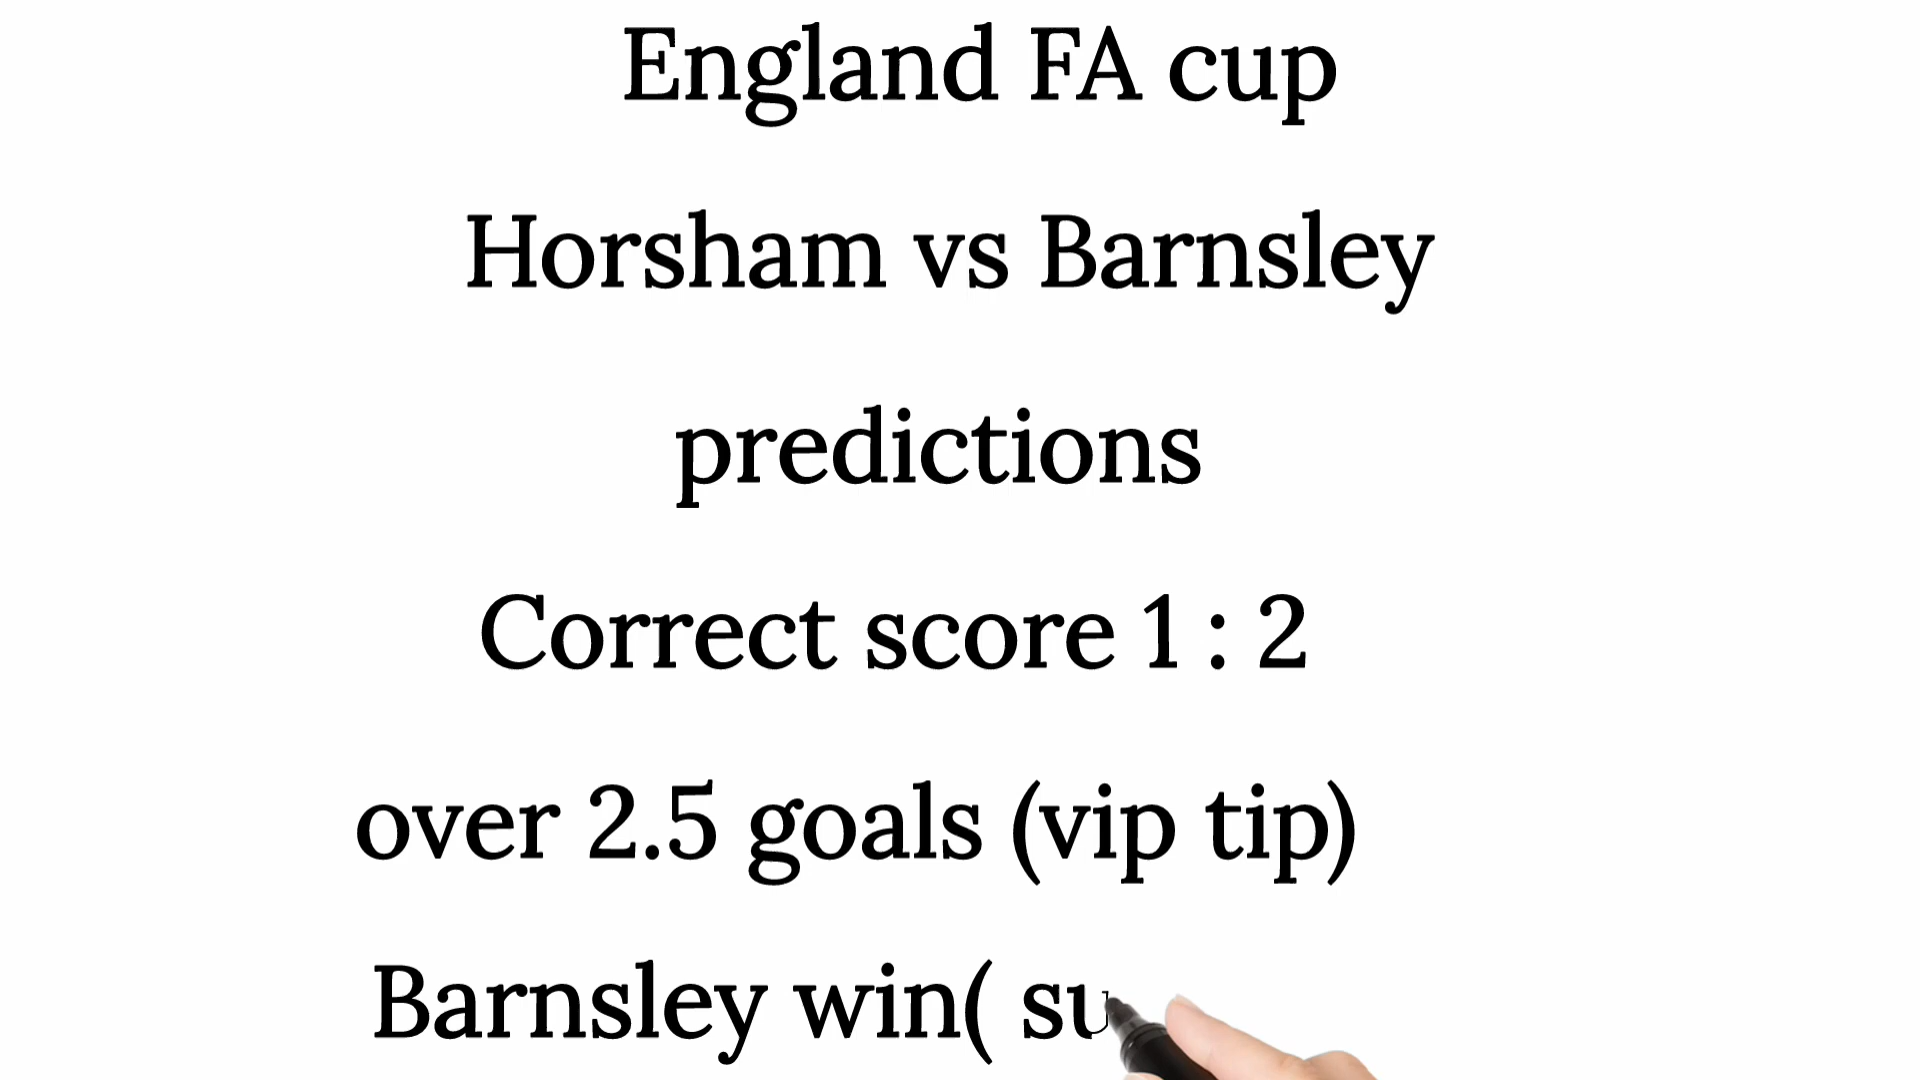 England FA cup
Horsham vs Barnsley
predictions
Correct score 1 : 2
over 2.5 goals (vip tip)
Barnsley win( su